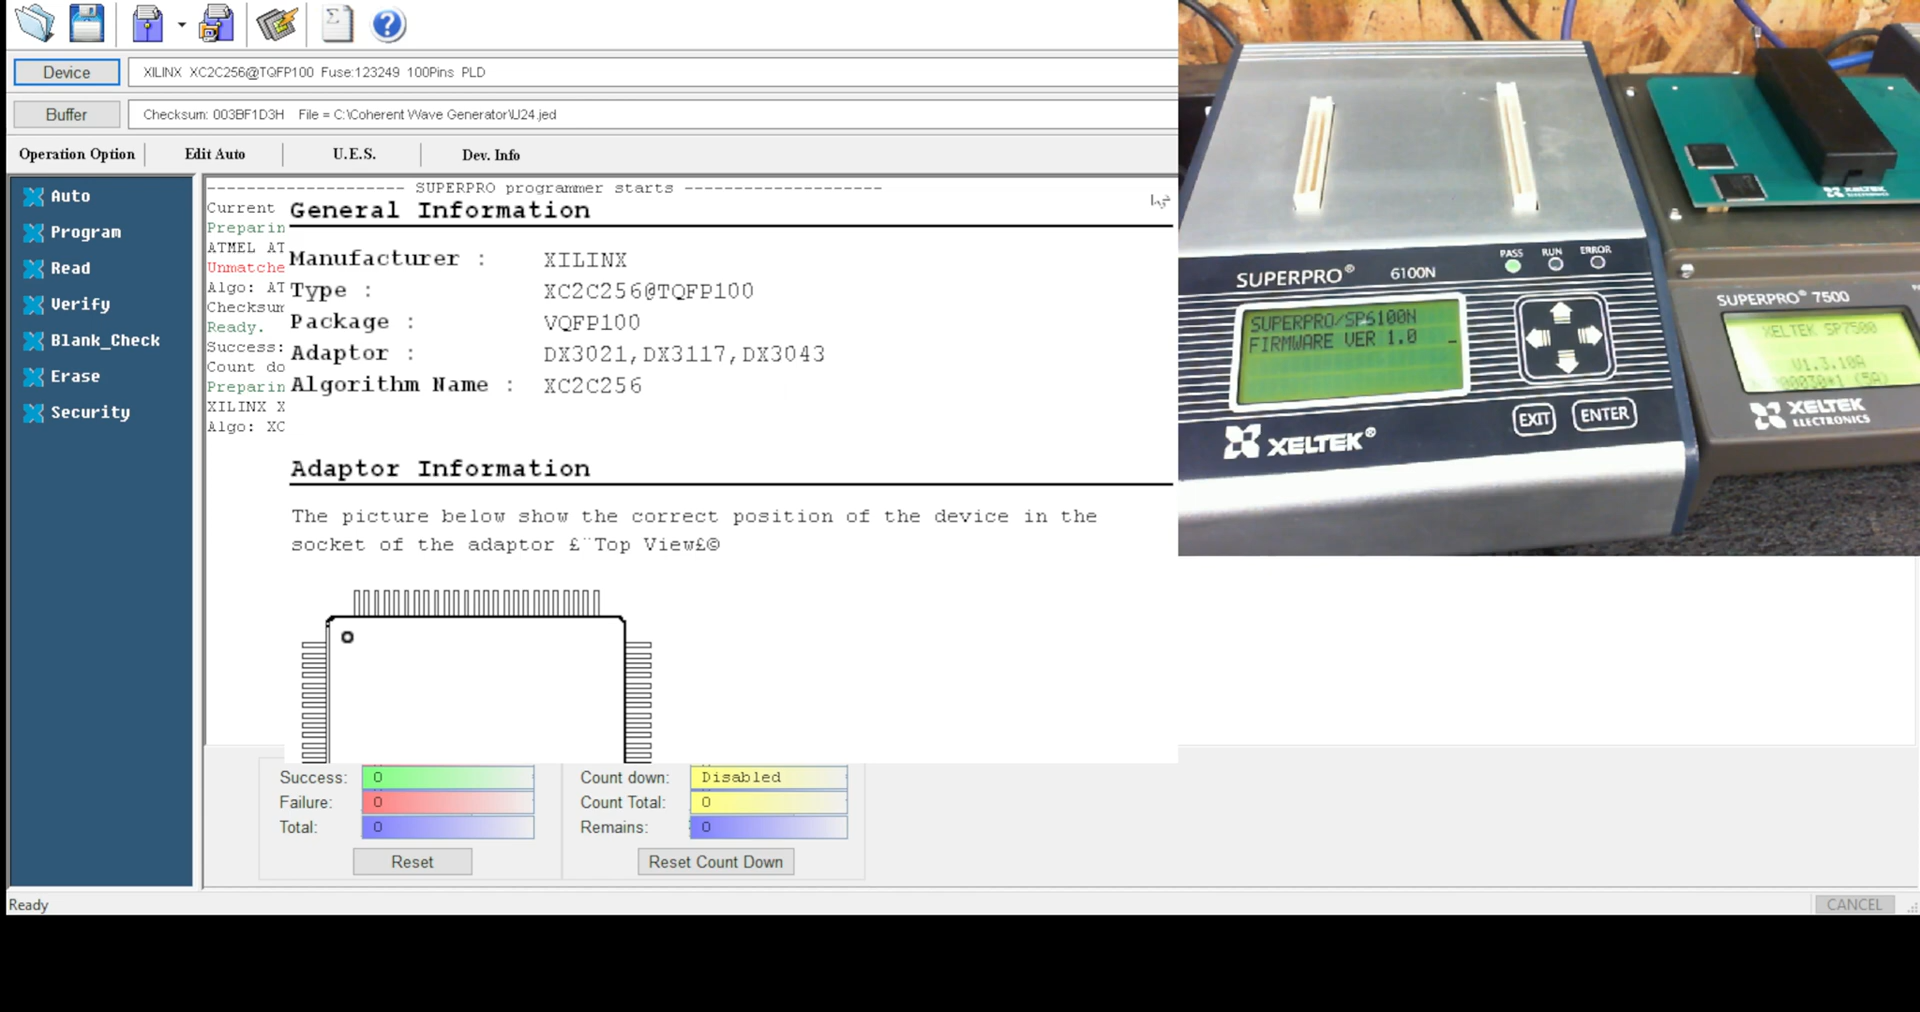 Device
XILINX XC2C256@TQFP100 Fuse:123249 100Pins PLD
Buffer
Checksum: 003BF1D3H File = C:\Coherent Wave Generator\U24.jed
Operation Option
Edit Auto
U.E.S.
Dev. Info
Auto
Program
Read
Verify
Blank_Check
Erase
Security
------------------- SUPERPRO programmer starts -------------------
Current
Preparin
ATMEL AT
Unmatche
Algo: AT
Checksum
Ready.
Success:
Count do
Preparin
XILINX X
Algo: XC
General Information
Manufacturer : XILINX
Type : XC2C256@TQFP100
Package : VQFP100
Adaptor : DX3021,DX3117,DX3043
Algorithm Name : XC2C256
Adaptor Information
The picture below show the correct position of the device in the
socket of the adaptor £¨Top View£©
Success: 0
Failure: 0
Total: 0
Reset
Count down: Disabled
Count Total: 0
Remains: 0
Reset Count Down
Ready
CANCEL
SUPERPRO® 6100N
PASS RUN ERROR
SUPERPRO/SP6100N
FIRMWARE VER 1.0
EXIT ENTER
XELTEK®
XELTEK
ELECTRONICS
SUPERPRO® 7500
XELTEK SP7500
V1.3.10A
XELTEK
ELECTRONICS